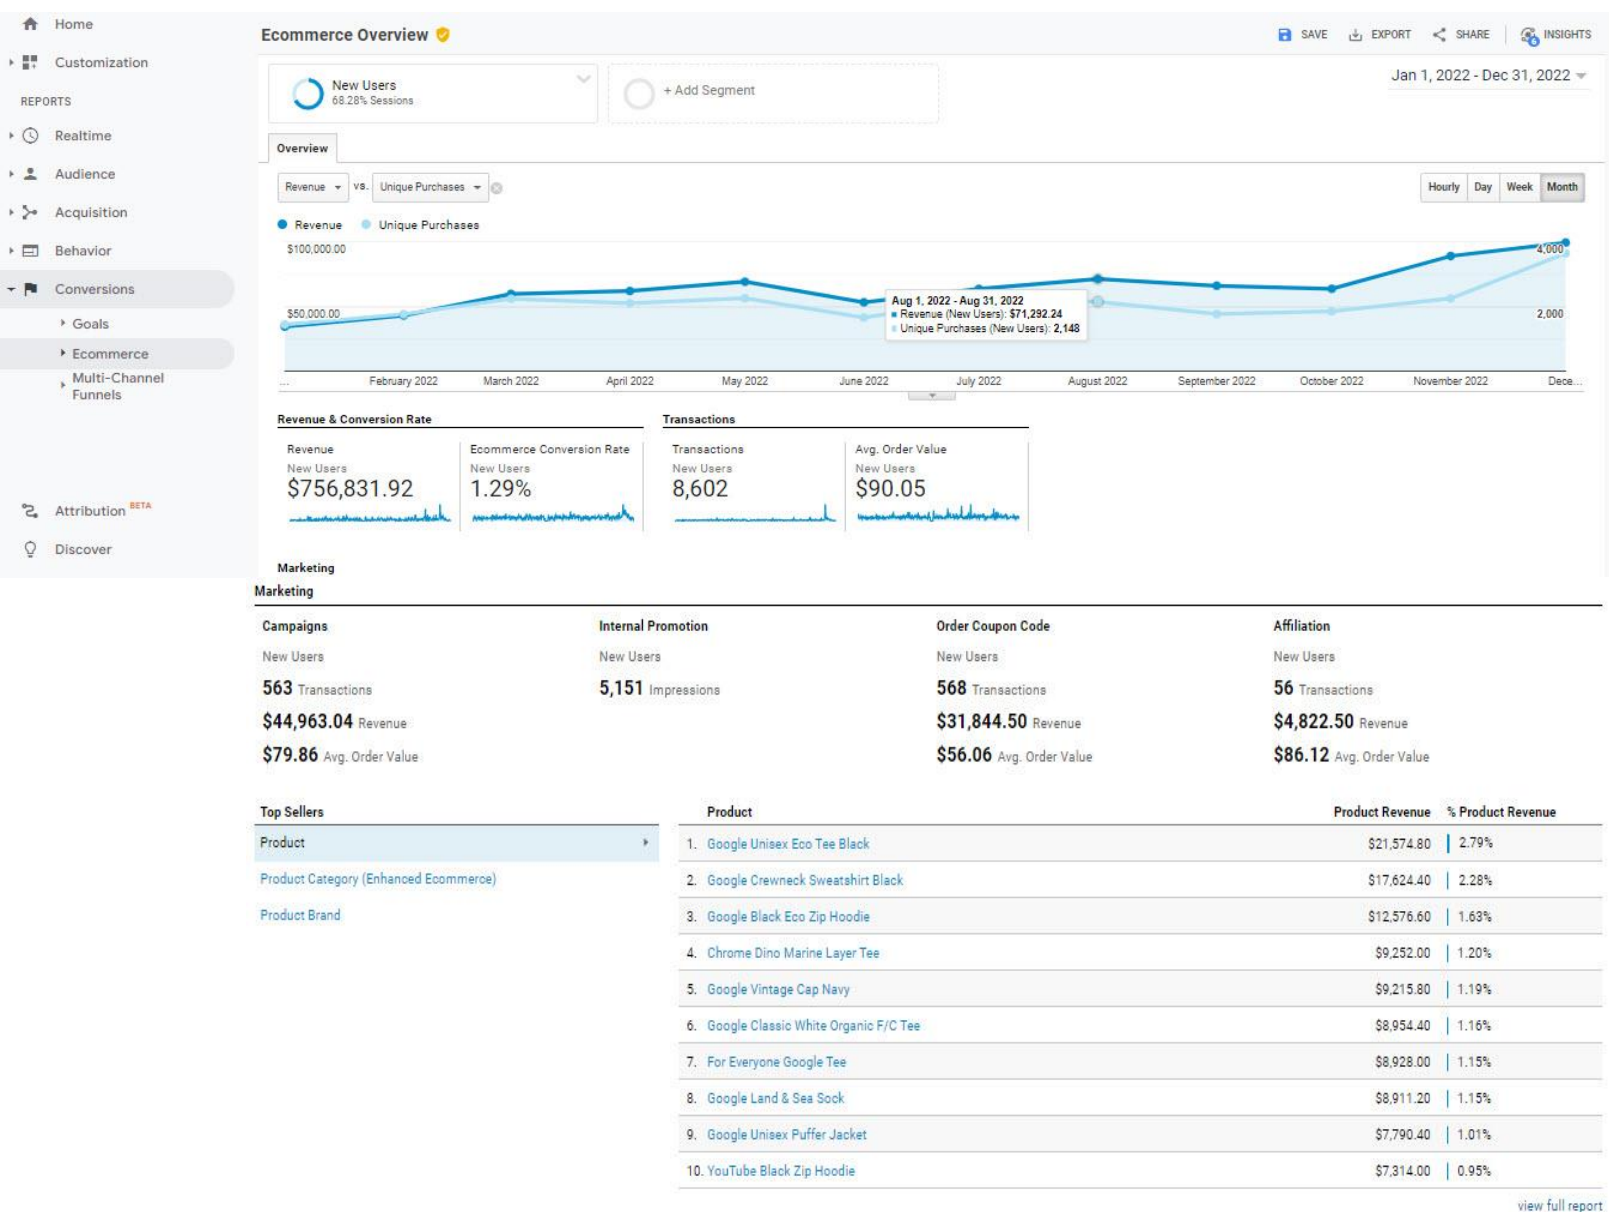 Home
Customization
REPORTS
Realtime
Audience
Acquisition
Behavior
Conversions
Goals
Ecommerce
Multi-Channel
Funnels
Attribution BETA
Discover
Ecommerce Overview
SAVE EXPORT SHARE 6 INSIGHTS
New Users
68.28% Sessions
+ Add Segment
Jan 1, 2022 - Dec 31, 2022
Overview
Revenue vs. Unique Purchases
Hourly Day Week Month
Revenue Unique Purchases
$100,000.00 4,000
$50,000.00 2,000
Aug 1, 2022 - Aug 31, 2022
Revenue (New Users): $71,292.24
Unique Purchases (New Users): 2,148
... February 2022 March 2022 April 2022 May 2022 June 2022 July 2022 August 2022 September 2022 October 2022 November 2022 Dece...
Revenue & Conversion Rate
Revenue
New Users
$756,831.92
Ecommerce Conversion Rate
New Users
1.29%
Transactions
Transactions
New Users
8,602
Avg. Order Value
New Users
$90.05
Marketing
Marketing
Campaigns
New Users
563 Transactions
$44,963.04 Revenue
$79.86 Avg. Order Value
Internal Promotion
New Users
5,151 Impressions
Order Coupon Code
New Users
568 Transactions
$31,844.50 Revenue
$56.06 Avg. Order Value
Affiliation
New Users
56 Transactions
$4,822.50 Revenue
$86.12 Avg. Order Value
Top Sellers
Product
Product Category (Enhanced Ecommerce)
Product Brand
Product Product Revenue % Product Revenue
1. Google Unisex Eco Tee Black $21,574.80 2.79%
2. Google Crewneck Sweatshirt Black $17,624.40 2.28%
3. Google Black Eco Zip Hoodie $12,576.60 1.63%
4. Chrome Dino Marine Layer Tee $9,252.00 1.20%
5. Google Vintage Cap Navy $9,215.80 1.19%
6. Google Classic White Organic F/C Tee $8,954.40 1.16%
7. For Everyone Google Tee $8,928.00 1.15%
8. Google Land & Sea Sock $8,911.20 1.15%
9. Google Unisex Puffer Jacket $7,790.40 1.01%
10. YouTube Black Zip Hoodie $7,314.00 0.95%
view full report